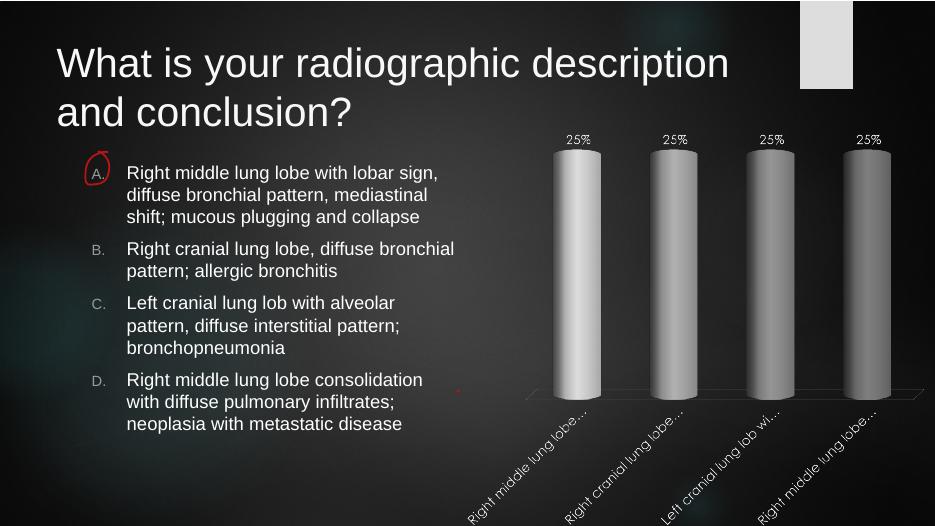 What is your radiographic description
and conclusion?
A. Right middle lung lobe with lobar sign,
diffuse bronchial pattern, mediastinal
shift; mucous plugging and collapse
B. Right cranial lung lobe, diffuse bronchial
pattern; allergic bronchitis
C. Left cranial lung lob with alveolar
pattern, diffuse interstitial pattern;
bronchopneumonia
D. Right middle lung lobe consolidation
with diffuse pulmonary infiltrates;
neoplasia with metastatic disease
25% 25% 25% 25%
Right middle lung lobe...
Right cranial lung lobe...
Left cranial lung lob wi...
Right middle lung lobe...